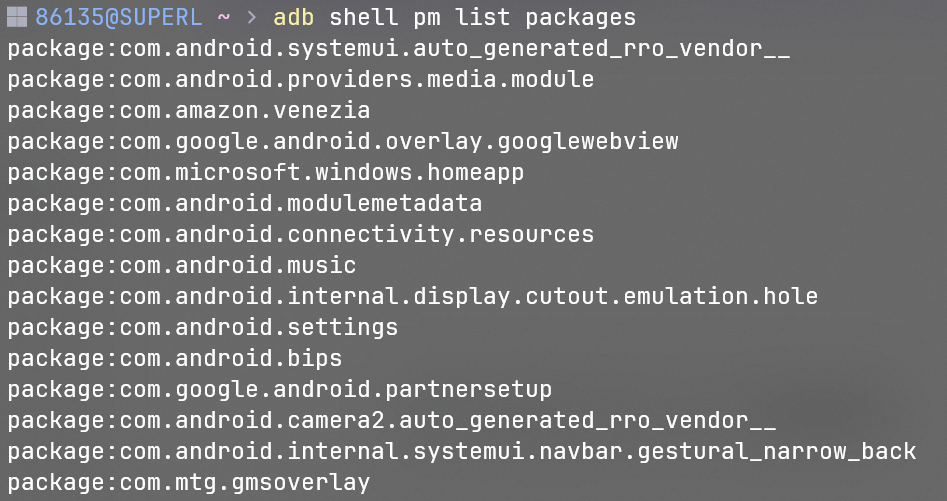 86135@SUPERL ~ > adb shell pm list packages
package:com.android.systemui.auto_generated_rro_vendor__
package:com.android.providers.media.module
package:com.amazon.venezia
package:com.google.android.overlay.googlewebview
package:com.microsoft.windows.homeapp
package:com.android.modulemetadata
package:com.android.connectivity.resources
package:com.android.music
package:com.android.internal.display.cutout.emulation.hole
package:com.android.settings
package:com.android.bips
package:com.google.android.partnersetup
package:com.android.camera2.auto_generated_rro_vendor__
package:com.android.internal.systemui.navbar.gestural_narrow_back
package:com.mtg.gmsoverlay